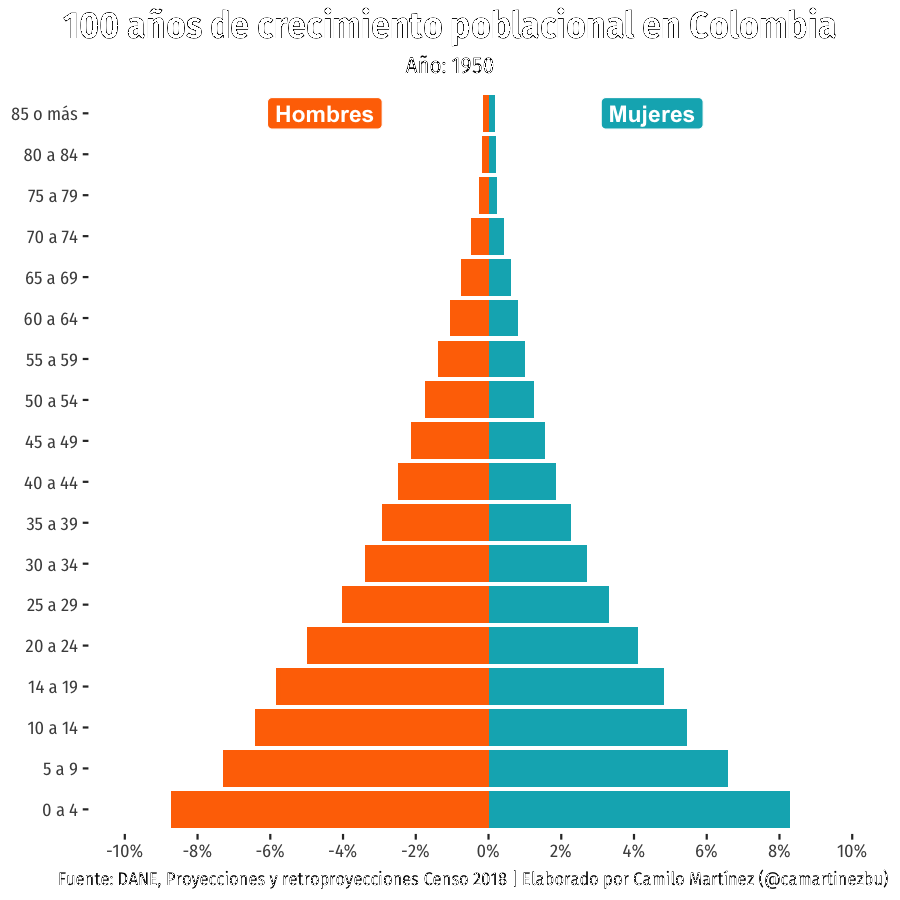 100 años de crecimiento poblacional en Colombia
Año: 1950
Hombres
Mujeres
85 o más
80 a 84
75 a 79
70 a 74
65 a 69
60 a 64
55 a 59
50 a 54
45 a 49
40 a 44
35 a 39
30 a 34
25 a 29
20 a 24
14 a 19
10 a 14
5 a 9
0 a 4
-10% -8% -6% -4% -2% 0% 2% 4% 6% 8% 10%
Fuente: DANE, Proyecciones y retroproyecciones Censo 2018 | Elaborado por Camilo Martínez (@camartinezbu)